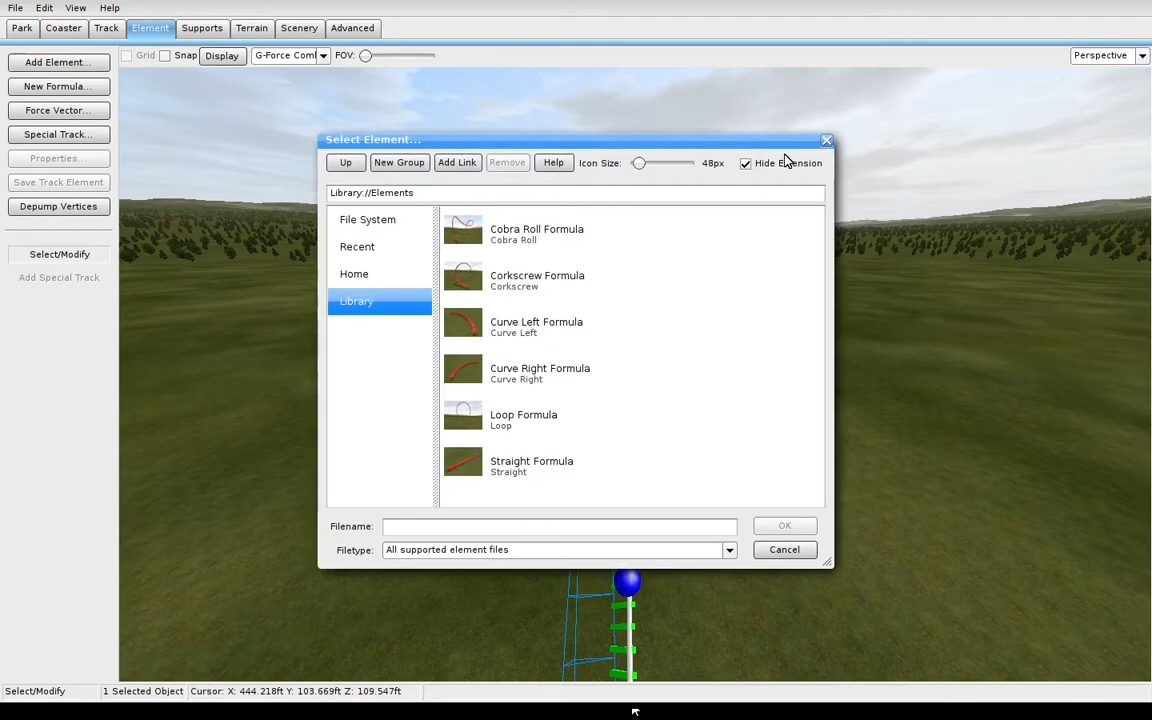 File Edit View Help
Park Coaster Track Element Supports Terrain Scenery Advanced
Add Element... Grid Snap Display G-Force Coml FOV: Perspective
New Formula...
Force Vector...
Special Track...
Properties...
Save Track Element
Depump Vertices
Select/Modify
Add Special Track
Select Element...
Up New Group Add Link Remove Help Icon Size: 48px Hide Extension
Library://Elements
File System
Recent
Home
Library
Cobra Roll Formula
Cobra Roll
Corkscrew Formula
Corkscrew
Curve Left Formula
Curve Left
Curve Right Formula
Curve Right
Loop Formula
Loop
Straight Formula
Straight
Filename: OK
Filetype: All supported element files Cancel
Select/Modify 1 Selected Object Cursor: X: 444.218ft Y: 103.669ft Z: 109.547ft